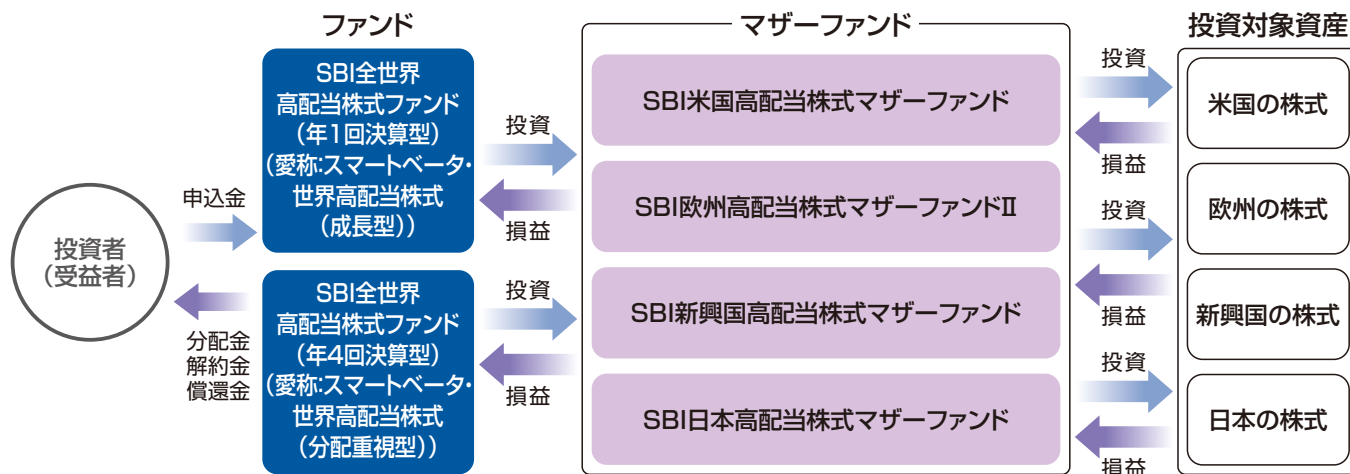 ファンド
マザーファンド
投資対象資産
投資者
（受益者）
申込金
分配金
解約金
償還金
SBI全世界
高配当株式ファンド
（年1回決算型）
（愛称:スマートベータ・
世界高配当株式
（成長型））
SBI全世界
高配当株式ファンド
（年4回決算型）
（愛称:スマートベータ・
世界高配当株式
（分配重視型））
投資
損益
投資
損益
SBI米国高配当株式マザーファンド
SBI欧州高配当株式マザーファンドⅡ
SBI新興国高配当株式マザーファンド
SBI日本高配当株式マザーファンド
投資
損益
投資
損益
投資
損益
米国の株式
欧州の株式
新興国の株式
日本の株式